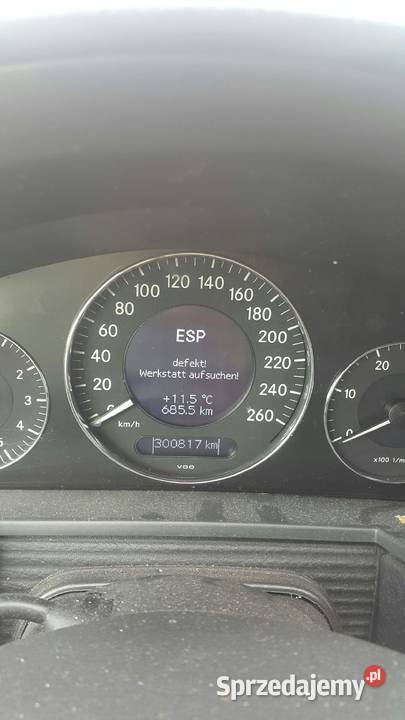 0 20 40 60 80 100 120 140 160 180 200 220 240 260
ESP
defekt!
Werkstatt aufsuchen!
+11.5 °C
685.5 km
km/h
300817 km
VDO
2
3
4
5
0 10 20
x100 1/m
Sprzedajemy.pl